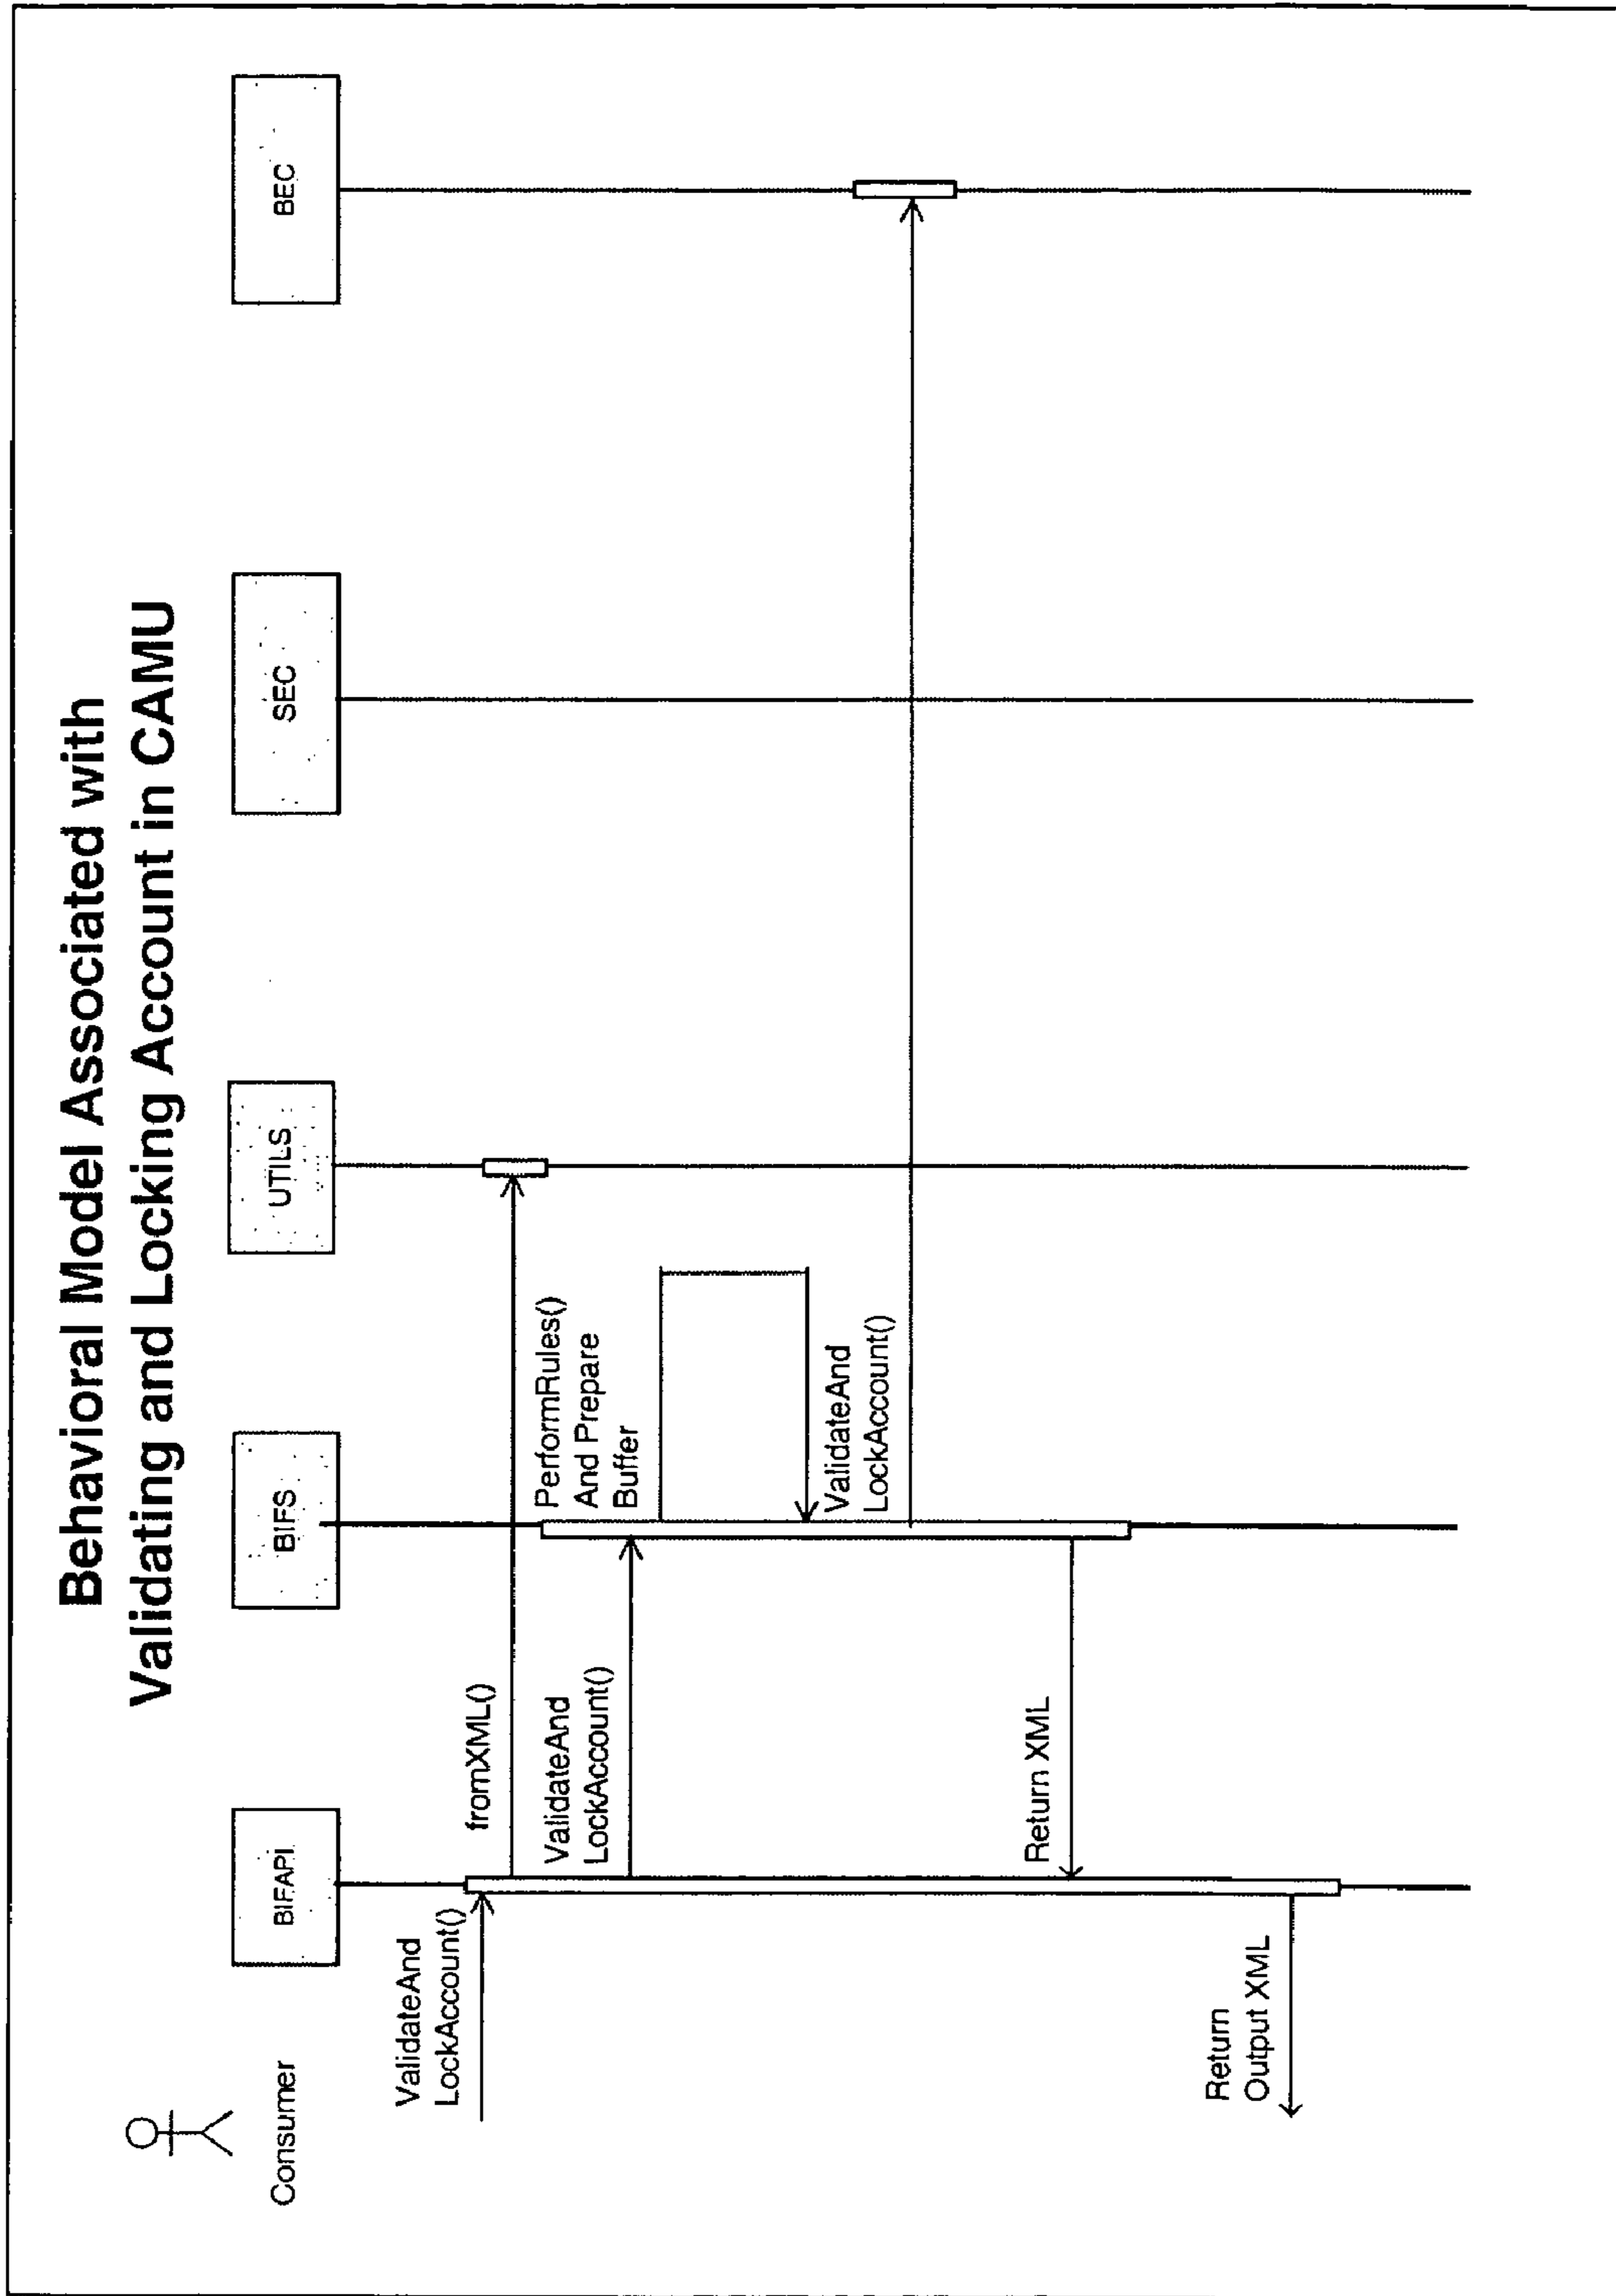 Behavioral Model Associated with
Validating and Locking Account in CAMU
Consumer
BIFAPI
BIFS
UTILS
SEC
BEC
ValidateAnd
LockAccount()
fromXML()
ValidateAnd
LockAccount()
PerformRules()
And Prepare
Buffer
ValidateAnd
LockAccount()
Return XML
Return
Output XML